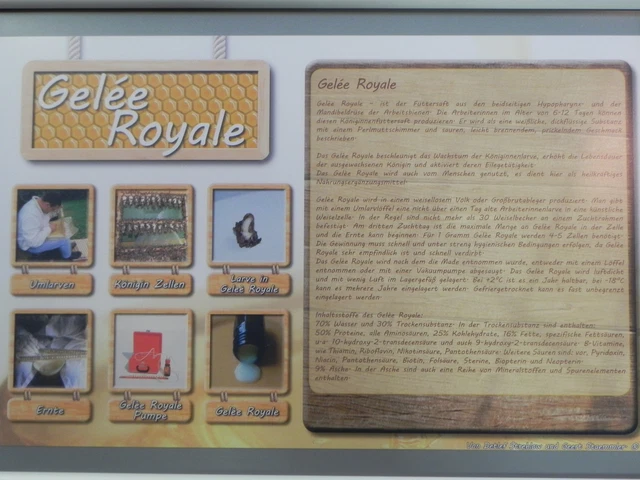 Gelée
Royale
Umlarven
Königin Zellen
Larve in
Gelée Royale
Ernte
Gelée Royale
Pumpe
Gelée Royale
Gelée Royale
Gelée Royale - ist der Futtersaft aus den beidseitigen Hypopharynx- und der
Mandibeldrüse der Arbeitsbienen. Die Arbeiterinnen im Alter von 6-12 Tagen können
diesen Königinnenfuttersaft produzieren. Er wird als eine weißliche, dickflüssige Substanz
mit einem Perlmuttschimmer und sauren, leicht brennendem, Geschmack
beschrieben.
Das Gelée Royale beschleunigt das Wachstum der Königinnenlarve, erhöht die Lebensdauer
der ausgewachsenen Königin und aktiviert deren Eilegetätigkeit.
Das Gelée Royale wird auch vom Menschen genutzt, es dient hier als heilkräftiges
Nahrungsergänzungsmittel.
Gelée Royale wird in einem weisellosem Volk oder Großbrutableger produziert. Hier gibt
mit einem Umlarvlöffel eine nicht über einen Tag alte Arbeiterinnenlarve in eine künstliche
Weiselzelle. In der Regel sind nicht mehr als 30 Weiselbecher an einem Zuchtrahmen
befestigt. Am dritten Zuchttag ist die maximale Menge an Gelée Royale in der Zelle
und die Ernte kann beginnen. Für 1 Gramm Gelée Royale werden 4-5 Zellen benötigt.
Die Gewinnung muss schnell und unter streng hygienischen Bedingungen erfolgen, da Gelée
Royale sehr empfindlich ist und schnell verdirbt.
Das Gelée Royale wird nach dem die Made entnommen wurde, entweder mit einem Löffel
entnommen oder mit einer Vakuumpumpe abgesaugt. Das Gelée Royale wird luftdicht
und mit wenig Luft im Lagergefäß gelagert. Bei +2°C ist es ein Jahr haltbar, bei -18°C
kann es mehrere Jahre eingelagert werden. Gefriergetrocknet kann es fast unbegrenzt
eingelagert werden.
Inhaltsstoffe des Gelée Royale:
70% Wasser und 30% Trockensubstanz. In der Trockensubstanz sind enthalten:
50% Proteine, alle Aminosäuren, 25% Kohlehydrate, 16% Fette, spezifische Fettsäuren,
u.a. 10-hydroxy-2-transdecensäure und auch 9-hydroxy-2-transdecensäure. B-Vitamine,
wie Thiamin, Riboflavin, Nikotinsäure, Pantothensäure. Weitere Säuren sind vor: Pyridoxin,
Niacin, Pantothensäure, Biotin, Folsäure, Sterine, Biopterin und Neopterin.
9% Asche. In der Asche sind auch eine Reihe von Mineralstoffen und Spurenelementen
enthalten.
Von Detlef Strehlow und Geert